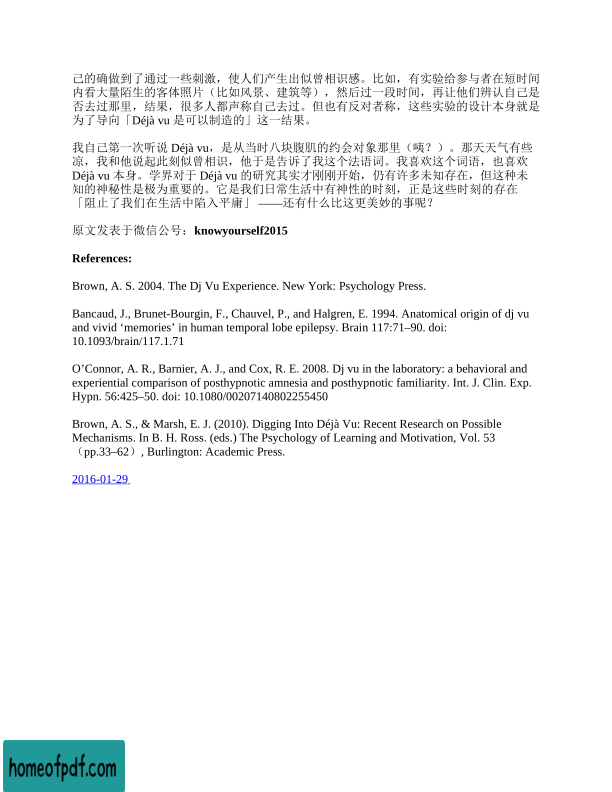 己的确做到了通过一些刺激，使人们产生出似曾相识感。比如，有实验给参与者在短时间
内看大量陌生的客体照片（比如风景、建筑等），然后过一段时间，再让他们辨认自己是
否去过那里，结果，很多人都声称自己去过。但也有反对者称，这些实验的设计本身就是
为了导向「Déjà vu 是可以制造的」这一结果。
我自己第一次听说 Déjà vu，是从当时八块腹肌的约会对象那里（咦？）。那天天气有些
凉，我和他说起此刻似曾相识，他于是告诉了我这个法语词。我喜欢这个词语，也喜欢
Déjà vu 本身。学界对于 Déjà vu 的研究其实才刚刚开始，仍有许多未知存在，但这种未
知的神秘性是极为重要的。它是我们日常生活中有神性的时刻，正是这些时刻的存在
「阻止了我们在生活中陷入平庸」 ——还有什么比这更美妙的事呢？
原文发表于微信公号：knowyourself2015
References:
Brown, A. S. 2004. The Dj Vu Experience. New York: Psychology Press.
Bancaud, J., Brunet-Bourgin, F., Chauvel, P., and Halgren, E. 1994. Anatomical origin of dj vu
and vivid ‘memories’ in human temporal lobe epilepsy. Brain 117:71–90. doi:
10.1093/brain/117.1.71
O’Connor, A. R., Barnier, A. J., and Cox, R. E. 2008. Dj vu in the laboratory: a behavioral and
experiential comparison of posthypnotic amnesia and posthypnotic familiarity. Int. J. Clin. Exp.
Hypn. 56:425–50. doi: 10.1080/00207140802255450
Brown, A. S., & Marsh, E. J. (2010). Digging Into Déjà Vu: Recent Research on Possible
Mechanisms. In B. H. Ross. (eds.) The Psychology of Learning and Motivation, Vol. 53
（pp.33–62）, Burlington: Academic Press.
2016-01-29
homeofpdf.com